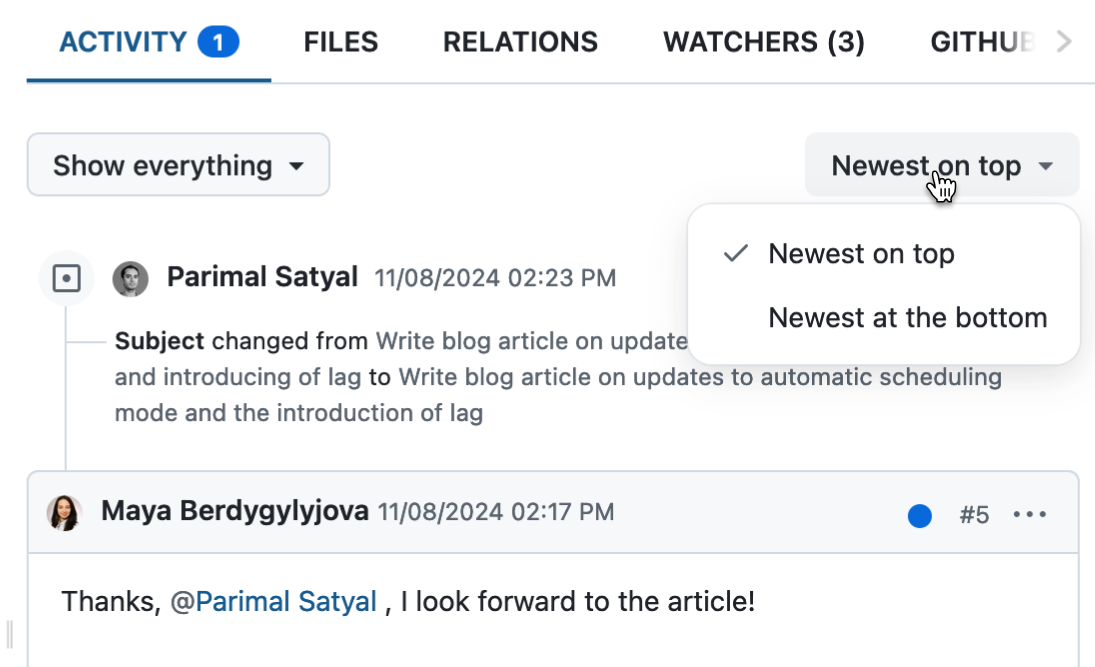 ACTIVITY 1 FILES RELATIONS WATCHERS (3) GITHUB
Show everything
Newest on top
Newest on top
Newest at the bottom
Parimal Satyal 11/08/2024 02:23 PM
Subject changed from Write blog article on update
and introducing of lag to Write blog article on updates to automatic scheduling
mode and the introduction of lag
Maya Berdygylyjova 11/08/2024 02:17 PM #5
Thanks, @Parimal Satyal , I look forward to the article!